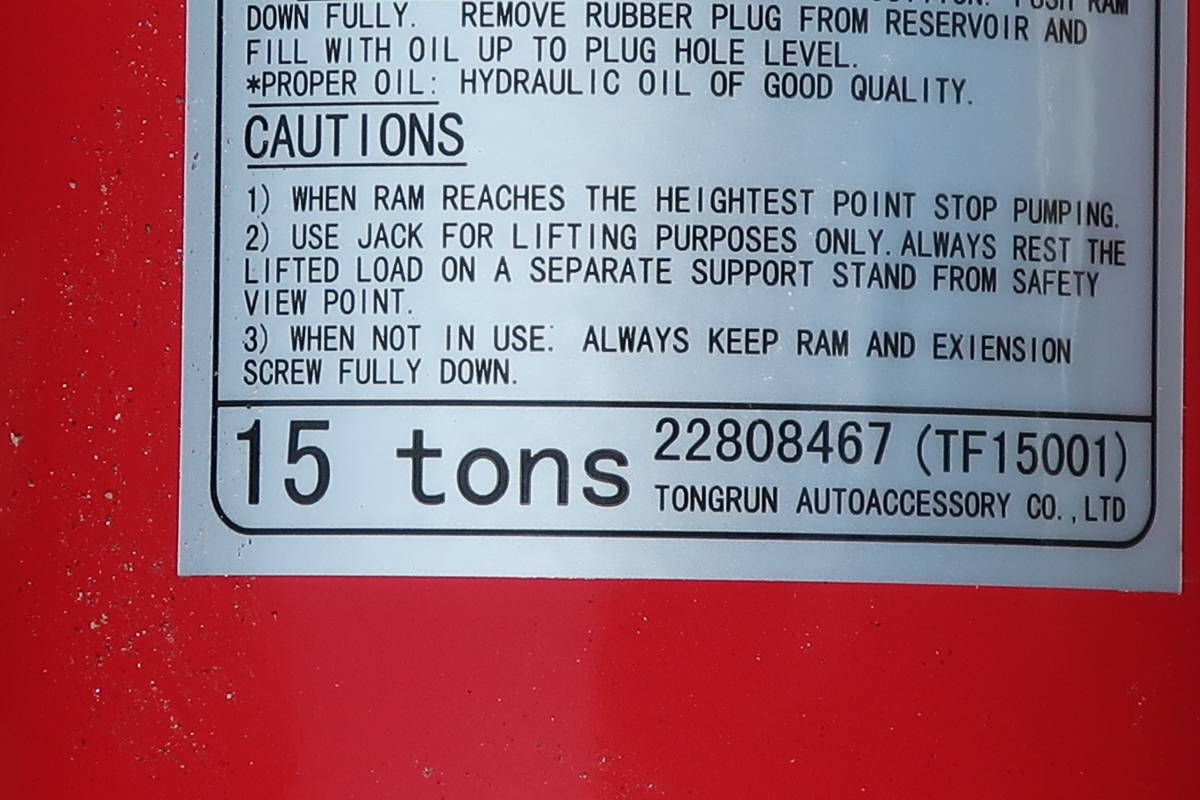 PUSH RAM
DOWN FULLY. REMOVE RUBBER PLUG FROM RESERVOIR AND
FILL WITH OIL UP TO PLUG HOLE LEVEL.
*PROPER OIL: HYDRAULIC OIL OF GOOD QUALITY.
CAUTIONS
1) WHEN RAM REACHES THE HEIGHTEST POINT STOP PUMPING.
2) USE JACK FOR LIFTING PURPOSES ONLY. ALWAYS REST THE
LIFTED LOAD ON A SEPARATE SUPPORT STAND FROM SAFETY
VIEW POINT.
3) WHEN NOT IN USE: ALWAYS KEEP RAM AND EXIENSION
SCREW FULLY DOWN.
15 tons
22808467 (TF15001)
TONGRUN AUTOACCESSORY CO.,LTD